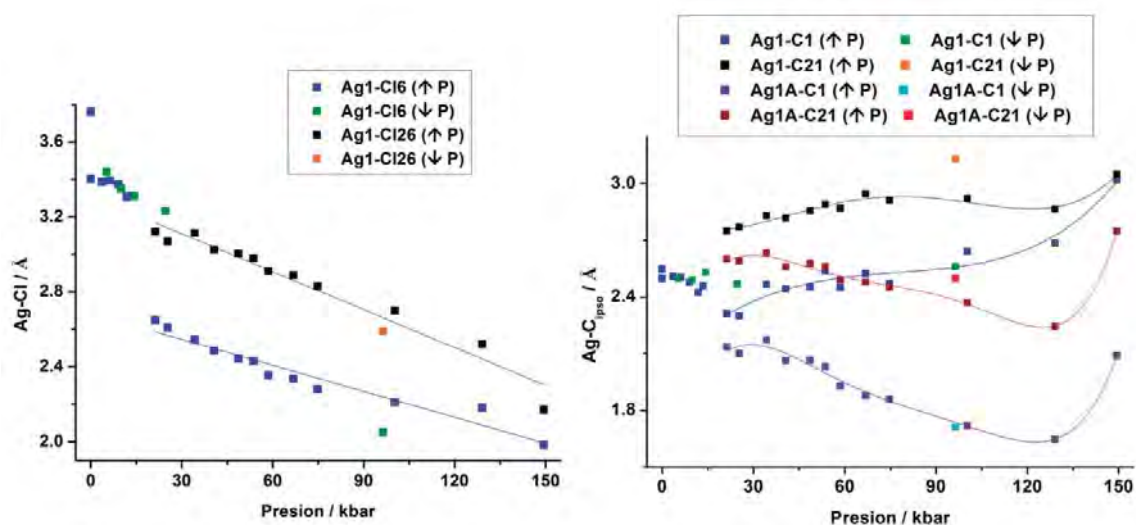 Ag1-Cl6 (↑ P)
Ag1-Cl6 (↓ P)
Ag1-Cl26 (↑ P)
Ag1-Cl26 (↓ P)
3.6
3.2
2.8
2.4
2.0
Ag-Cl / Å
0 30 60 90 120 150
Presion / kbar
Ag1-C1 (↑ P) Ag1-C1 (↓ P)
Ag1-C21 (↑ P) Ag1-C21 (↓ P)
Ag1A-C1 (↑ P) Ag1A-C1 (↓ P)
Ag1A-C21 (↑ P) Ag1A-C21 (↓ P)
3.0
2.4
1.8
Ag-Cipso / Å
0 30 60 90 120 150
Presion / kbar